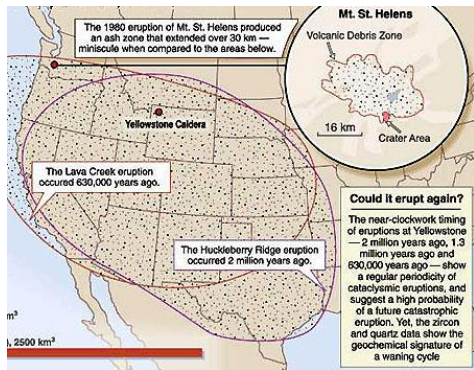 The 1980 eruption of Mt. St. Helens produced
an ash zone that extended over 30 km —
miniscule when compared to the areas below.
Mt. St. Helens
Volcanic Debris Zone
16 km
Crater Area
Yellowstone Caldera
The Lava Creek eruption
occured 630,000 years ago.
The Huckleberry Ridge eruption
occurred 2 million years ago.
Could it erupt again?
The near-clockwork timing
of eruptions at Yellowstone
— 2 million years ago, 1.3
million years ago and
630,000 years ago — show
a regular periodicity of
cataclysmic eruptions, and
suggest a high probability
of a future catastrophic
eruption. Yet, the zircon
and quartz data show the
geochemical signature of
a waning cycle
m³
), 2500 km³